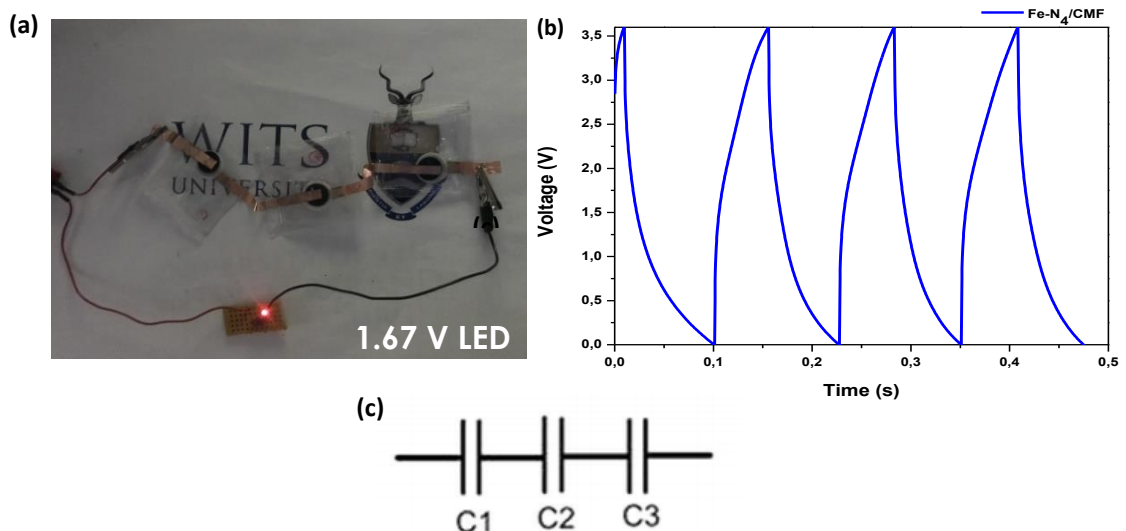 (a)
WITS
UNIVERSIT
1.67 V LED
(b)
Fe-N4/CMF
Voltage (V)
3,5
3,0
2,5
2,0
1,5
1,0
0,5
0,0
0,0 0,1 0,2 0,3 0,4 0,5
Time (s)
(c)
C1 C2 C3